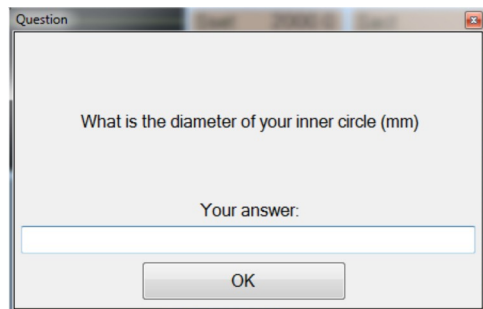 Question
What is the diameter of your inner circle (mm)
Your answer:
OK